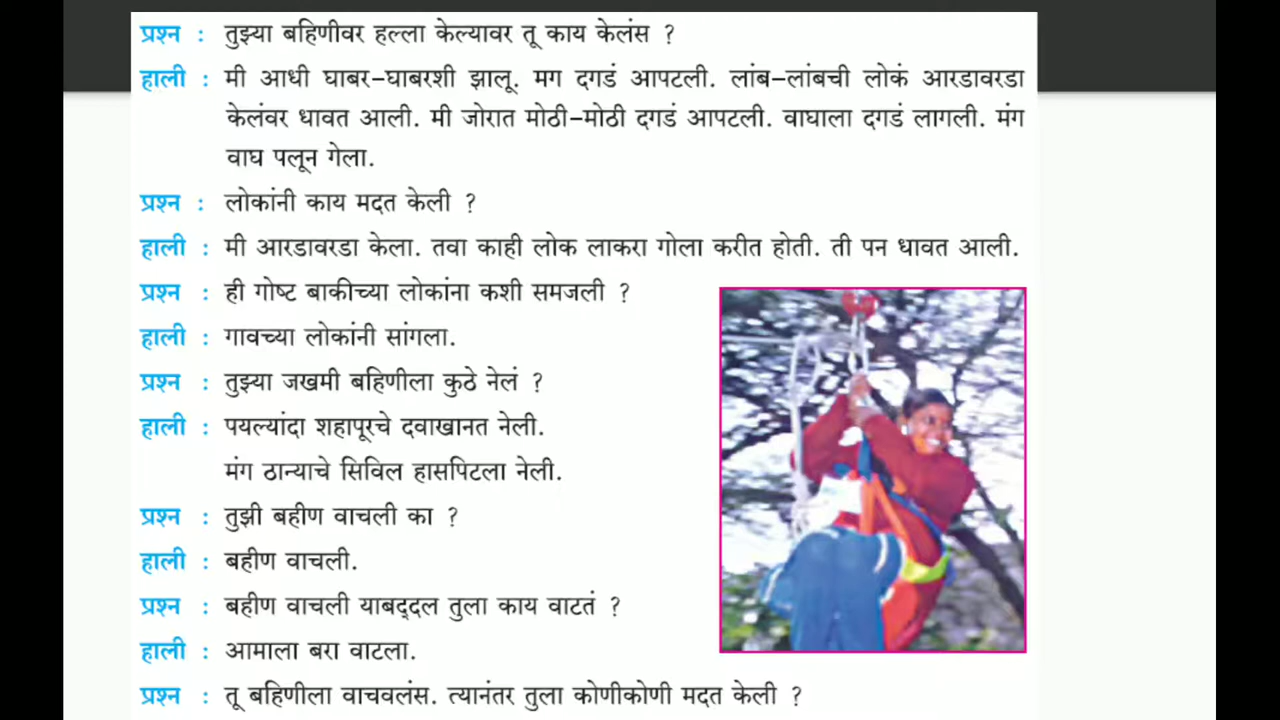 प्रश्न : तुझ्या बहिणीवर हल्ला केल्यावर तू काय केलंस ?
हाली : मी आधी घाबर-घाबरशी झालू. मग दगडं आपटली. लांब-लांबची लोकं आरडावरडा
केलंवर धावत आली. मी जोरात मोठी-मोठी दगडं आपटली. वाघाला दगडं लागली. मंग
वाघ पलून गेला.
प्रश्न : लोकांनी काय मदत केली ?
हाली : मी आरडावरडा केला. तवा काही लोक लाकरा गोला करीत होती. ती पन धावत आली.
प्रश्न : ही गोष्ट बाकीच्या लोकांना कशी समजली ?
हाली : गावच्या लोकांनी सांगला.
प्रश्न : तुझ्या जखमी बहिणीला कुठे नेलं ?
हाली : पयल्यांदा शहापूरचे दवाखानत नेली.
मंग ठान्याचे सिविल हासपिटला नेली.
प्रश्न : तुझी बहीण वाचली का ?
हाली : बहीण वाचली.
प्रश्न : बहीण वाचली याबद्‌दल तुला काय वाटतं ?
हाली : आमाला बरा वाटला.
प्रश्न : तू बहिणीला वाचवलंस. त्यानंतर तुला कोणीकोणी मदत केली ?